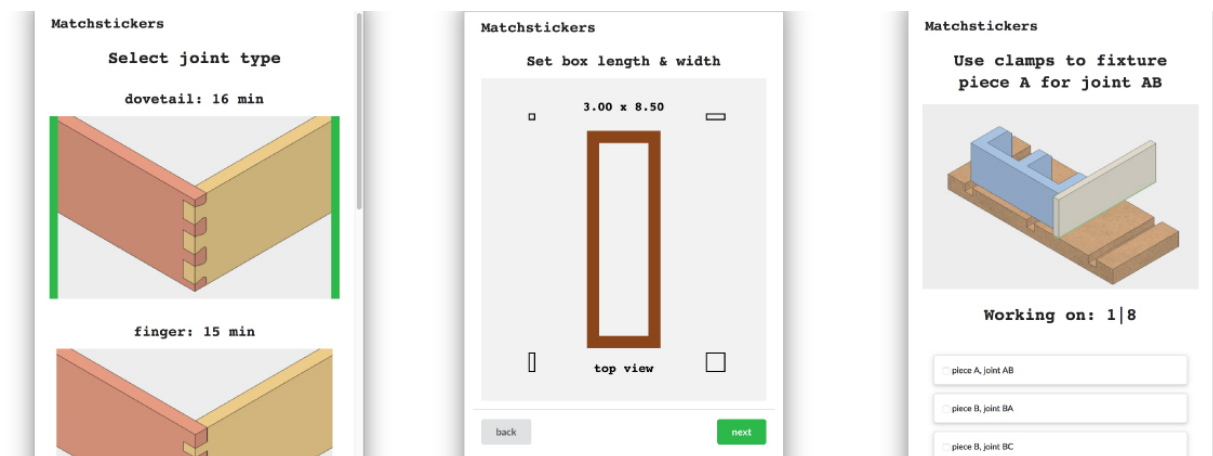 Matchstickers
Select joint type
dovetail: 16 min
finger: 15 min
Matchstickers
Set box length & width
3.00 x 8.50
top view
back
next
Matchstickers
Use clamps to fixture
piece A for joint AB
Working on: 1|8
piece A, joint AB
piece B, joint BA
piece B, joint BC